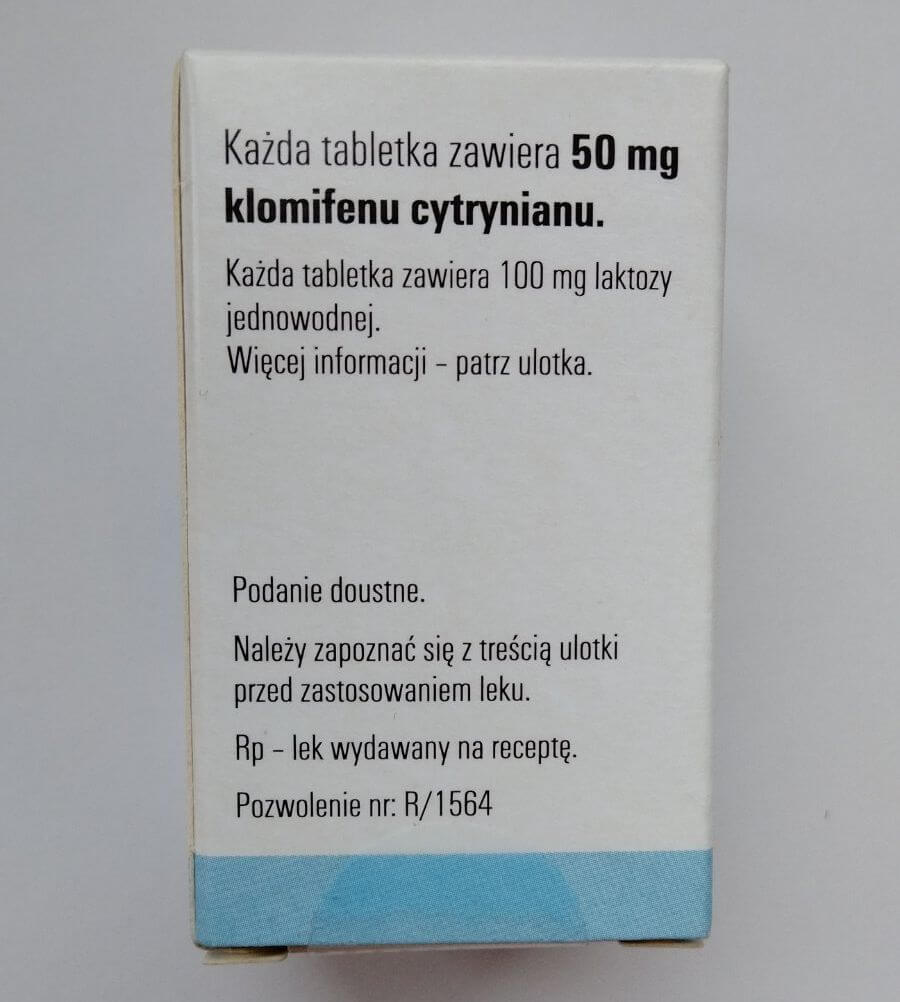 Każda tabletka zawiera 50 mg
klomifenu cytrynianu.
Każda tabletka zawiera 100 mg laktozy
jednowodnej.
Więcej informacji – patrz ulotka.
Podanie doustne.
Należy zapoznać się z treścią ulotki
przed zastosowaniem leku.
Rp – lek wydawany na receptę.
Pozwolenie nr: R/1564